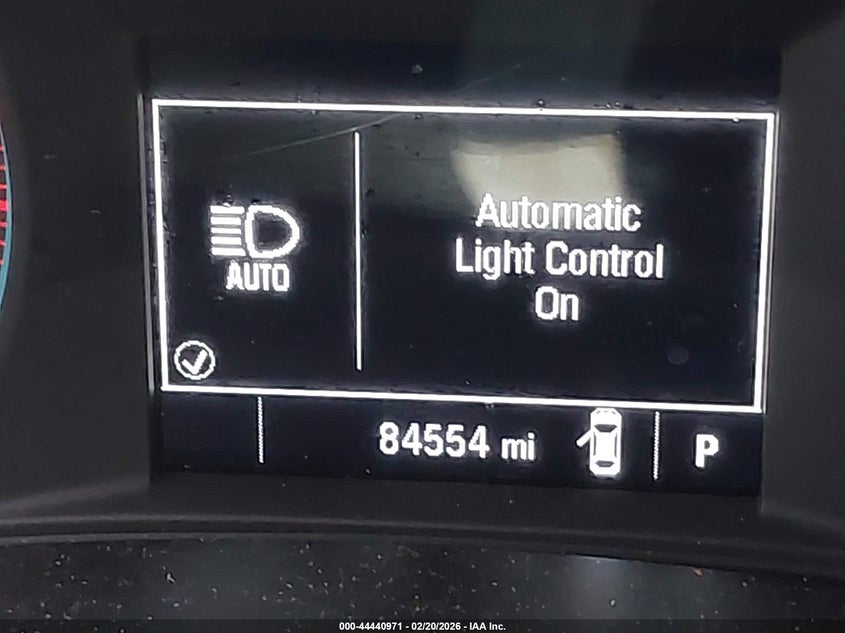 AUTO
Automatic
Light Control
On
84554 mi
P
000-44440971 - 02/20/2026 - IAA Inc.